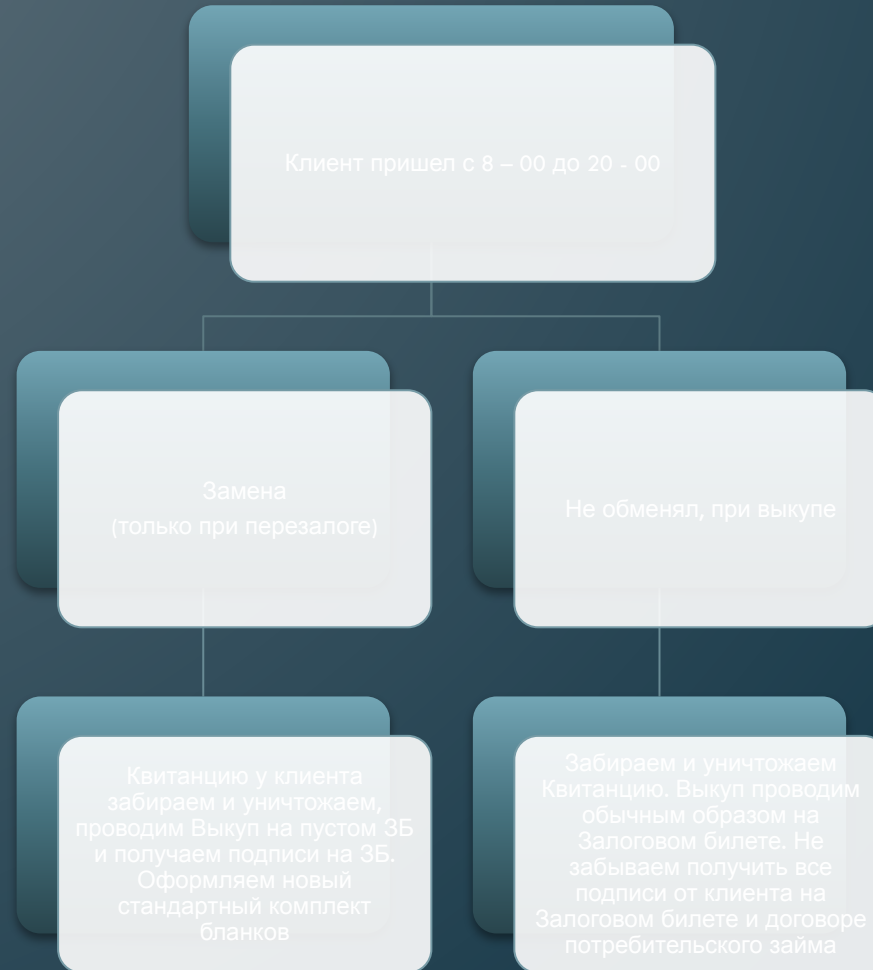 Клиент пришел с 8 – 00 до 20 - 00
Замена
(только при перезалоге)
Не обменял, при выкупе
Квитанцию у клиента
забираем и уничтожаем,
проводим Выкуп на пустом ЗБ
и получаем подписи на ЗБ.
Оформляем новый
стандартный комплект
бланков
Забираем и уничтожаем
Квитанцию. Выкуп проводим
обычным образом на
Залоговом билете. Не
забываем получить все
подписи от клиента на
Залоговом билете и договоре
потребительского займа